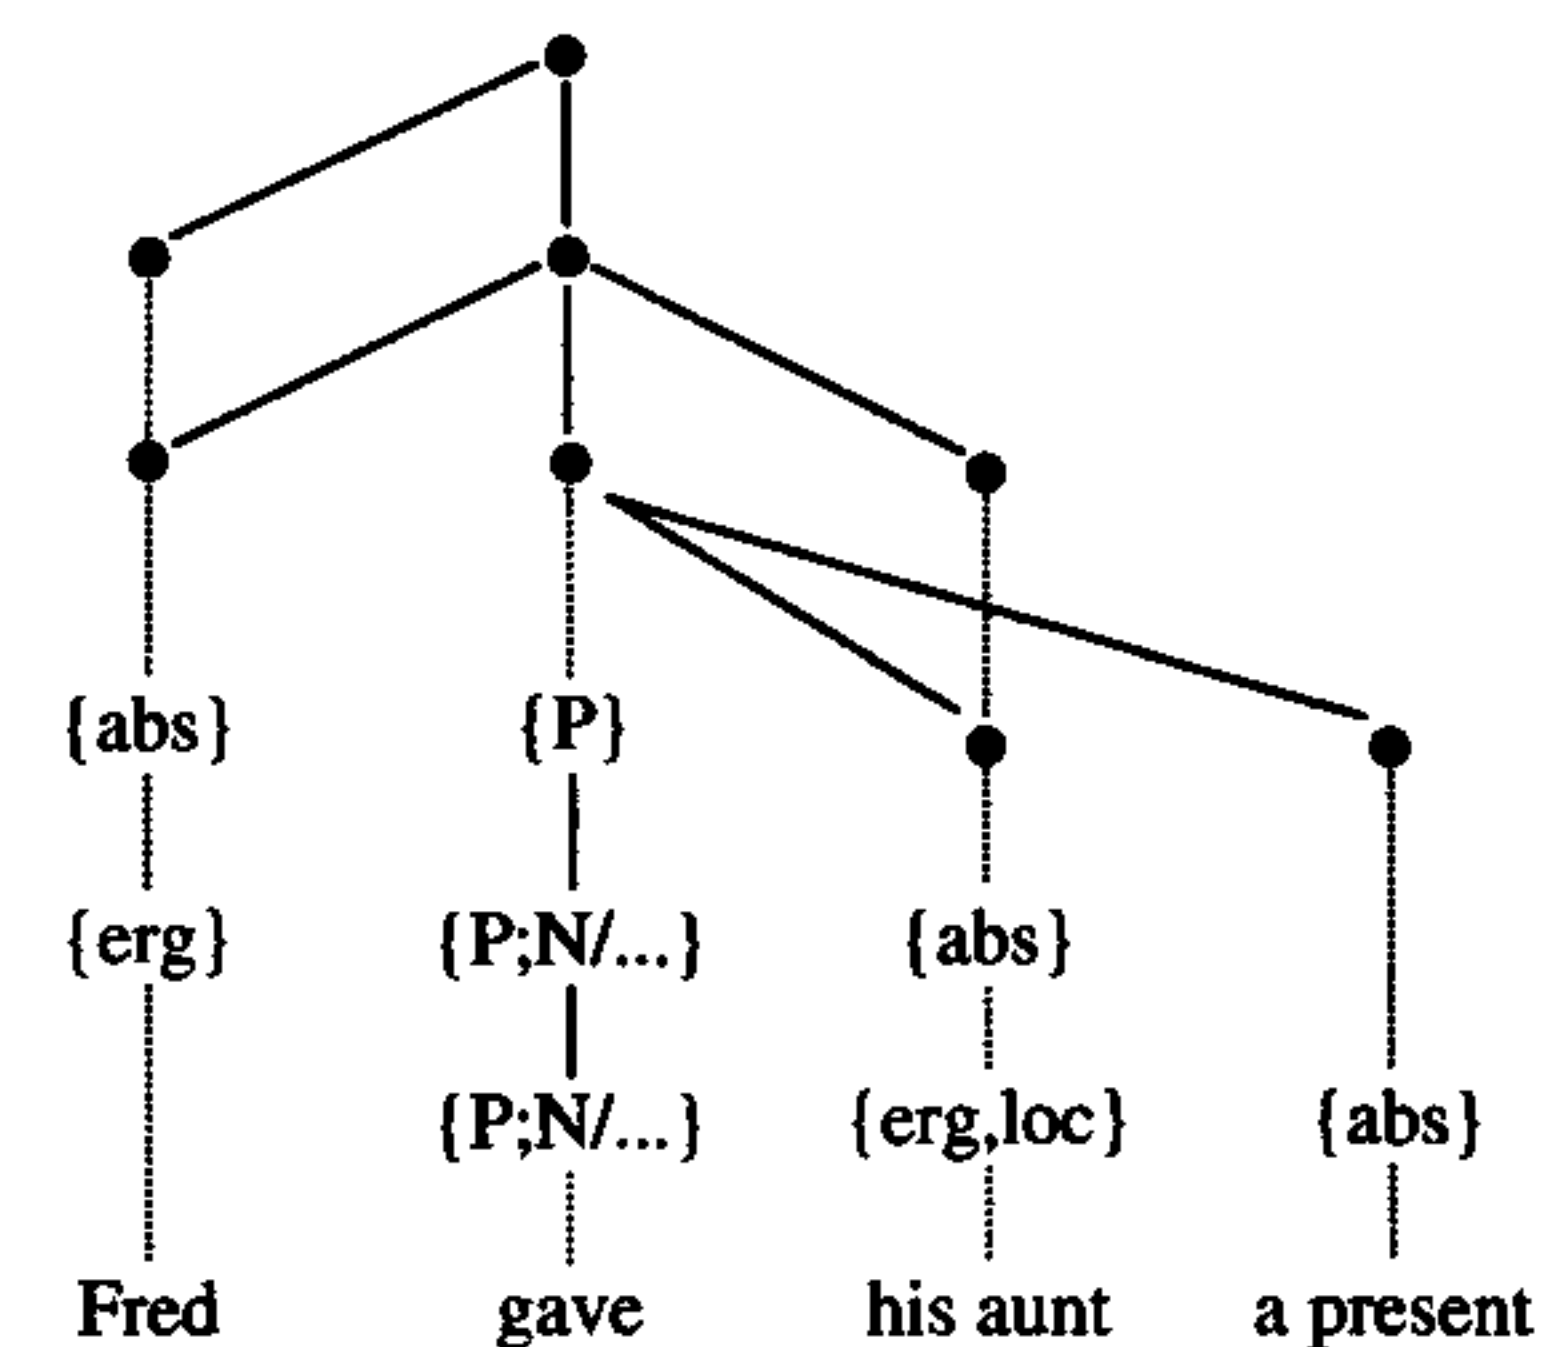 {abs} {P}
{erg} {P;N/...} {abs}
{P;N/...} {erg,loc} {abs}
Fred gave his aunt a present